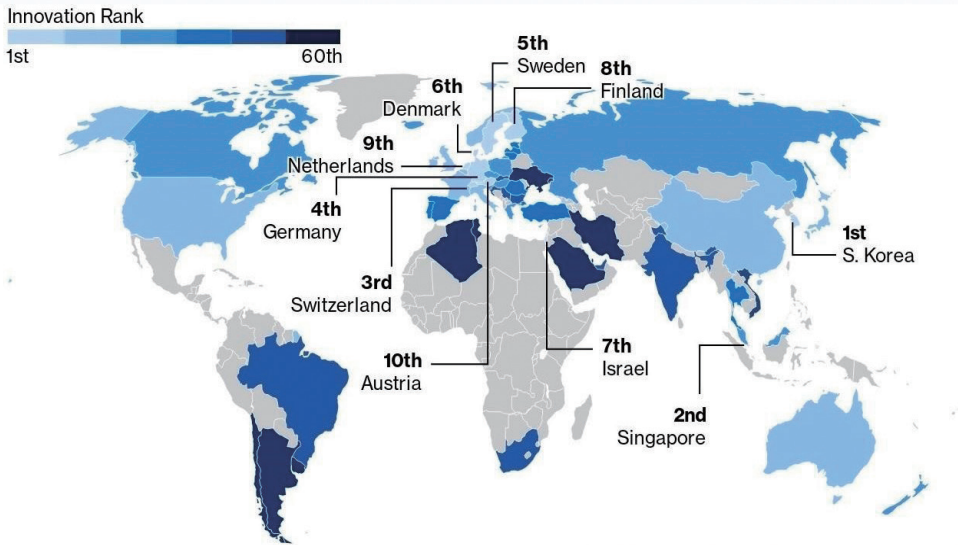 Innovation Rank
1st
60th
5th
Sweden
8th
Finland
6th
Denmark
9th
Netherlands
4th
Germany
1st
S. Korea
3rd
Switzerland
10th
Austria
7th
Israel
2nd
Singapore